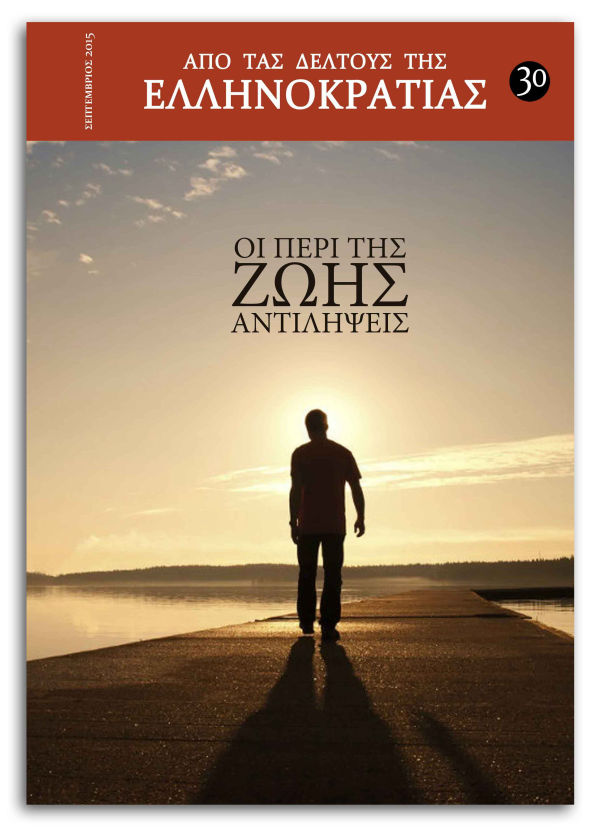 ΣΕΠΤΕΜΒΡΙΟΣ 2015
ΑΠΟ ΤΑΣ ΔΕΛΤΟΥΣ ΤΗΣ
ΕΛΛΗΝΟΚΡΑΤΙΑΣ
30
ΟΙ ΠΕΡΙ ΤΗΣ
ΖΩΗΣ
ΑΝΤΙΛΗΨΕΙΣ